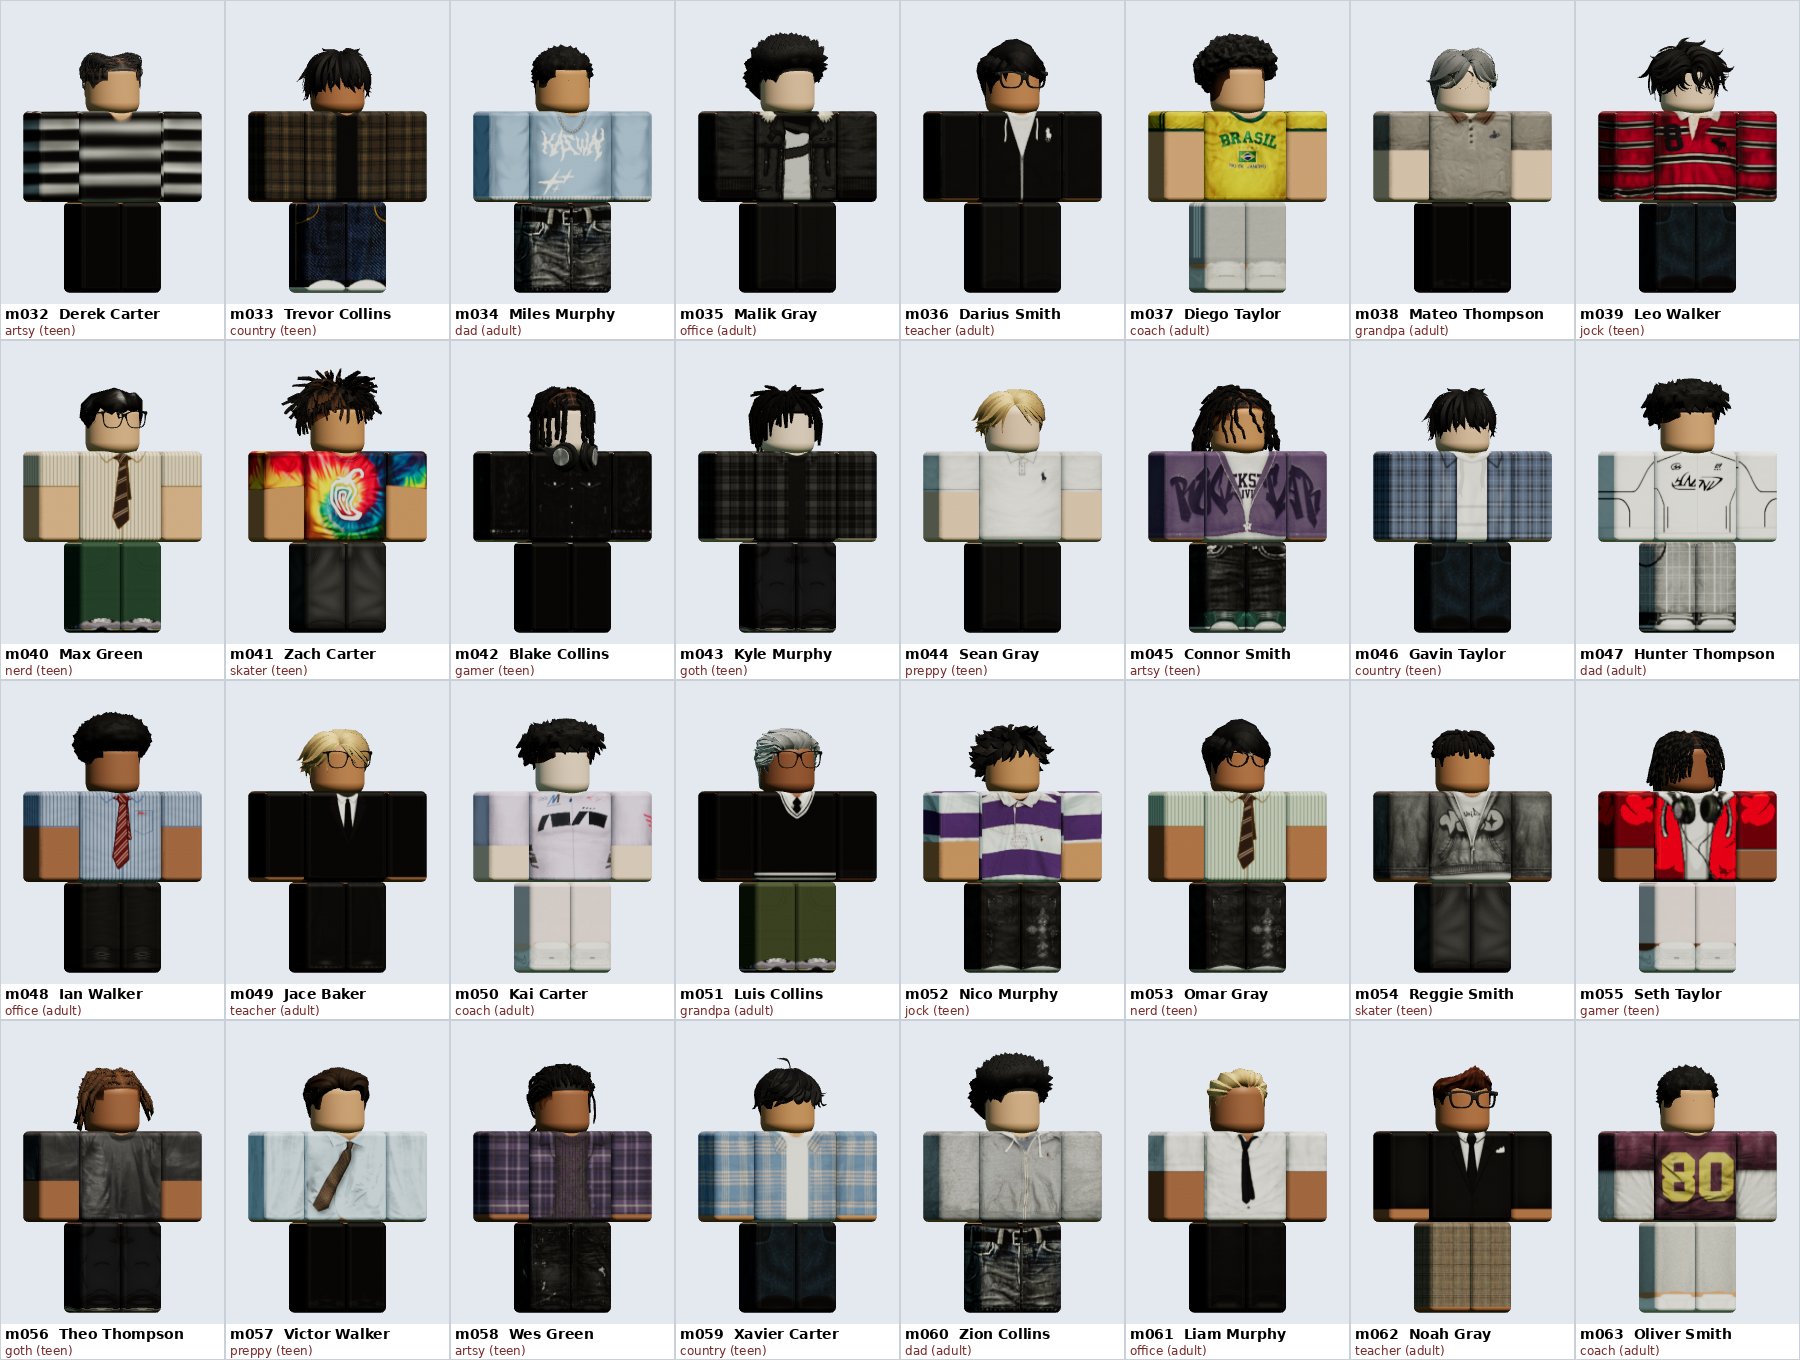 KASWAY
BRASIL
RIO DE JANEIRO
8
m032 Derek Carter
artsy (teen)
m033 Trevor Collins
country (teen)
m034 Miles Murphy
dad (adult)
m035 Malik Gray
office (adult)
m036 Darius Smith
teacher (adult)
m037 Diego Taylor
coach (adult)
m038 Mateo Thompson
grandpa (adult)
m039 Leo Walker
jock (teen)
m040 Max Green
nerd (teen)
m041 Zach Carter
skater (teen)
m042 Blake Collins
gamer (teen)
m043 Kyle Murphy
goth (teen)
m044 Sean Gray
preppy (teen)
m045 Connor Smith
artsy (teen)
m046 Gavin Taylor
country (teen)
m047 Hunter Thompson
dad (adult)
m048 Ian Walker
office (adult)
m049 Jace Baker
teacher (adult)
m050 Kai Carter
coach (adult)
m051 Luis Collins
grandpa (adult)
m052 Nico Murphy
jock (teen)
m053 Omar Gray
nerd (teen)
m054 Reggie Smith
skater (teen)
m055 Seth Taylor
gamer (teen)
80
m056 Theo Thompson
goth (teen)
m057 Victor Walker
preppy (teen)
m058 Wes Green
artsy (teen)
m059 Xavier Carter
country (teen)
m060 Zion Collins
dad (adult)
m061 Liam Murphy
office (adult)
m062 Noah Gray
teacher (adult)
m063 Oliver Smith
coach (adult)